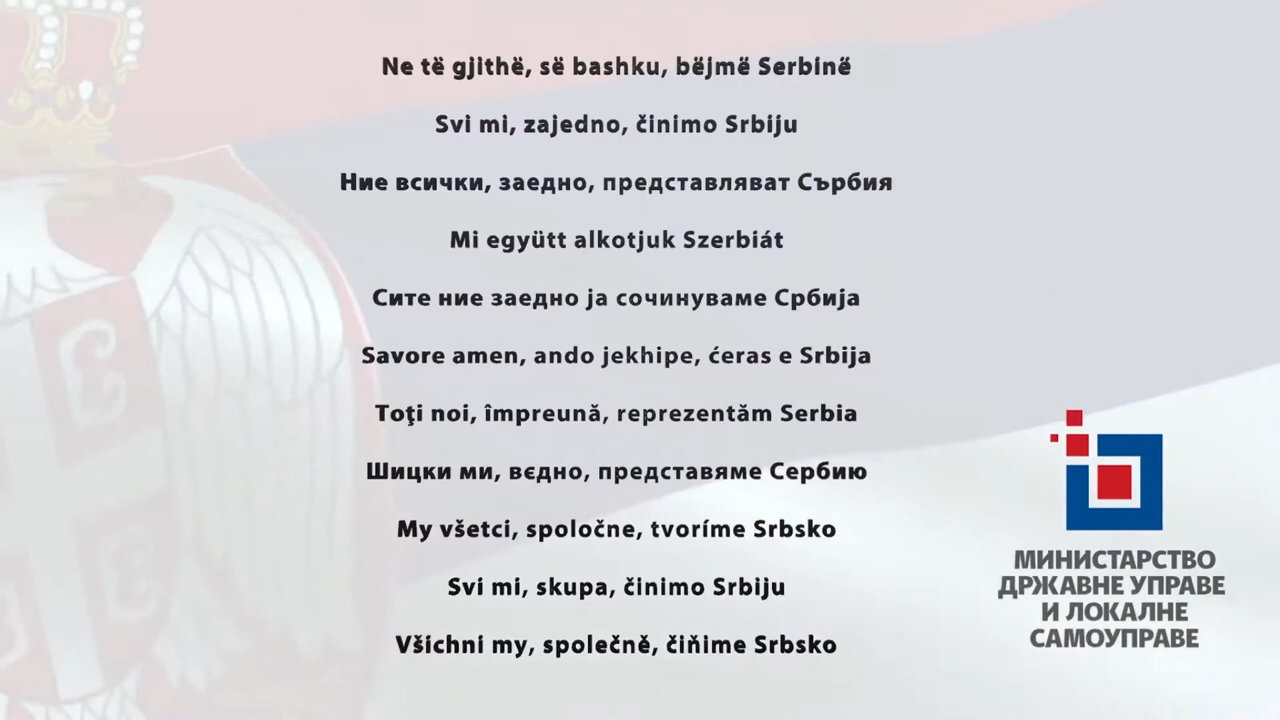 Ne të gjithë, së bashku, bëjmë Serbinë
Svi mi, zajedno, činimo Srbiju
Ние всички, заедно, представляват Сърбия
Mi együtt alkotjuk Szerbiát
Сите ние заедно ја сочинуваме Србија
Savore amen, ando jekhipe, ćeras e Srbija
Toţi noi, împreună, reprezentăm Serbia
Шицки ми, вєдно, представяме Сербию
My všetci, spoločne, tvoríme Srbsko
Svi mi, skupa, činimo Srbiju
Všichni my, společně, čiňime Srbsko
МИНИСТАРСТВО
ДРЖАВНЕ УПРАВЕ
И ЛОКАЛНЕ
САМОУПРАВЕ